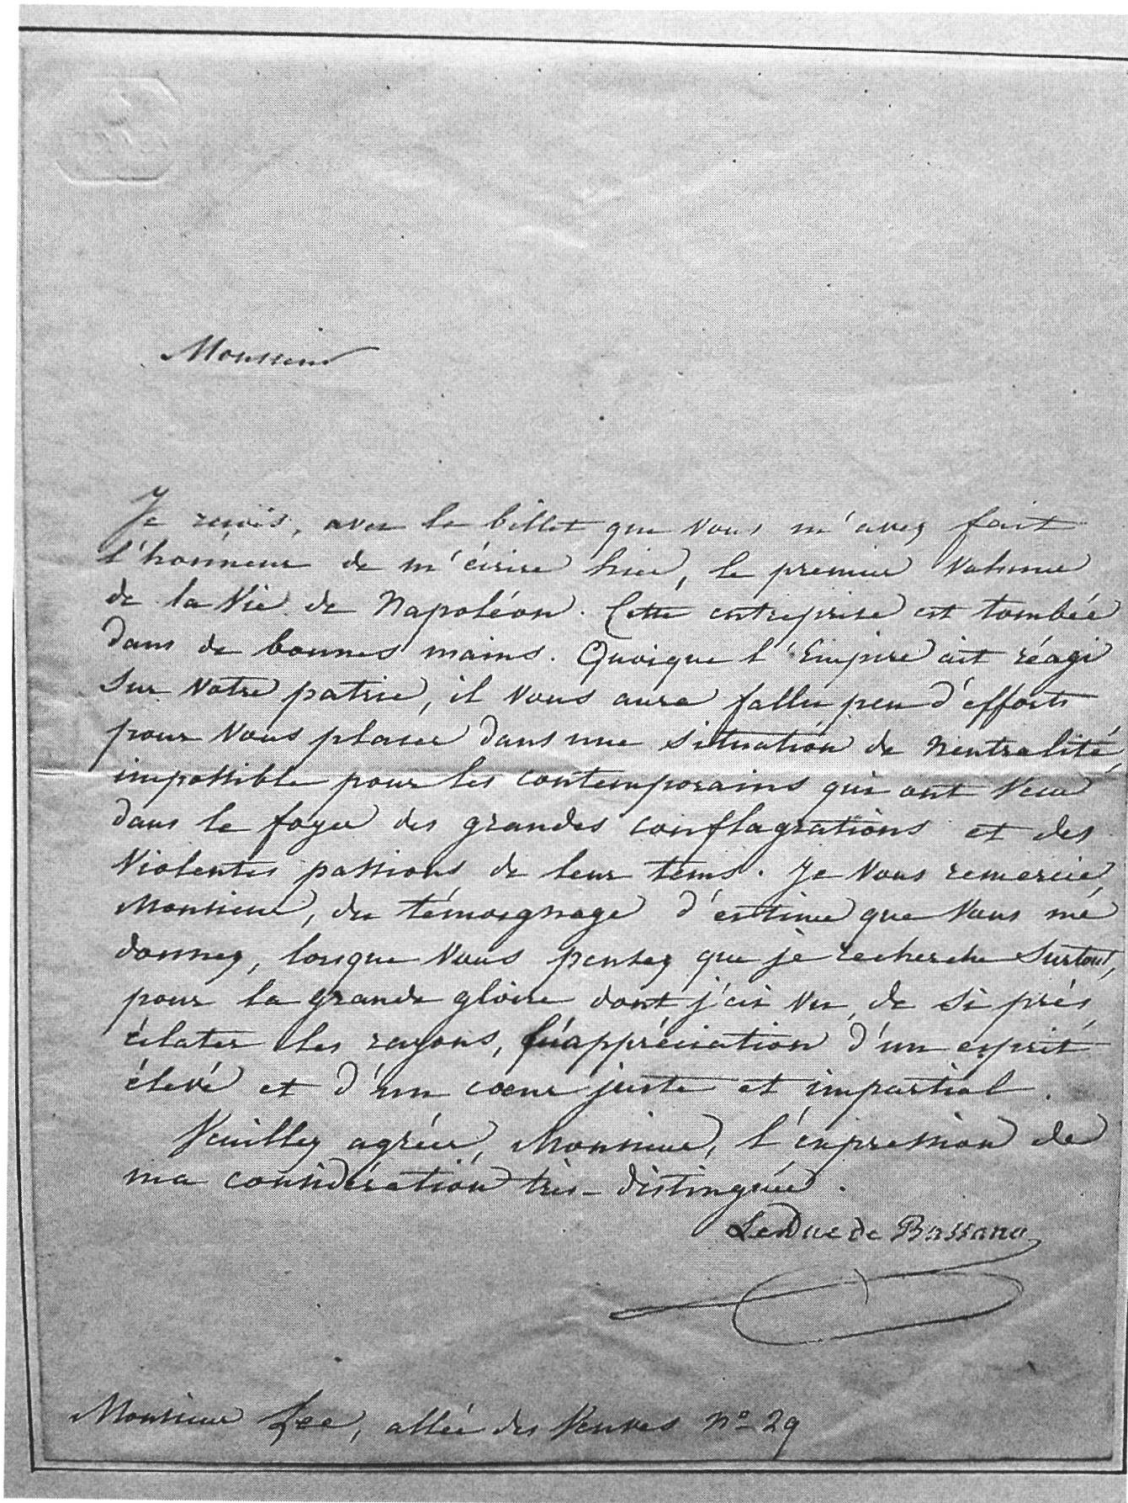 Monsieur
Je reçois, avec le billet que vous m'avez fait
l'honneur de m'écrire hier, le premier volume
de la Vie de Napoléon. Cette entreprise est tombée
dans de bonnes mains. Quoique l'Empire ait réagi
sur votre patrie, il vous aura fallu peu d'efforts
pour vous placer dans une situation de neutralité,
impossible pour les contemporains qui ont vécu
dans le foyer des grandes conflagrations et des
violentes passions de leur tems. Je vous remercie,
Monsieur, du témoignage d'estime que vous me
donnez, lorsque vous pensez que je recherche surtout,
pour la grande gloire dont j'ai vu, de si près,
éclater les rayons, l'appréciation d'un esprit
élevé et d'un cœur juste et impartial.
Veuillez agréer, Monsieur, l'expression de
ma considération très-distinguée.
Le Duc de Bassano
Monsieur Lee, allée des Veuves No 29